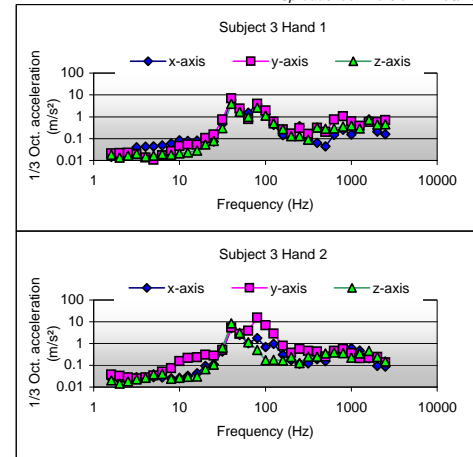 Subject 3 Hand 1
x-axis y-axis z-axis
1/3 Oct. acceleration
(m/s²)
100
10
1
0.1
0.01
1 10 100 1000 10000
Frequency (Hz)
Subject 3 Hand 2
x-axis y-axis z-axis
1/3 Oct. acceleration
(m/s²)
100
10
1
0.1
0.01
1 10 100 1000 10000
Frequency (Hz)